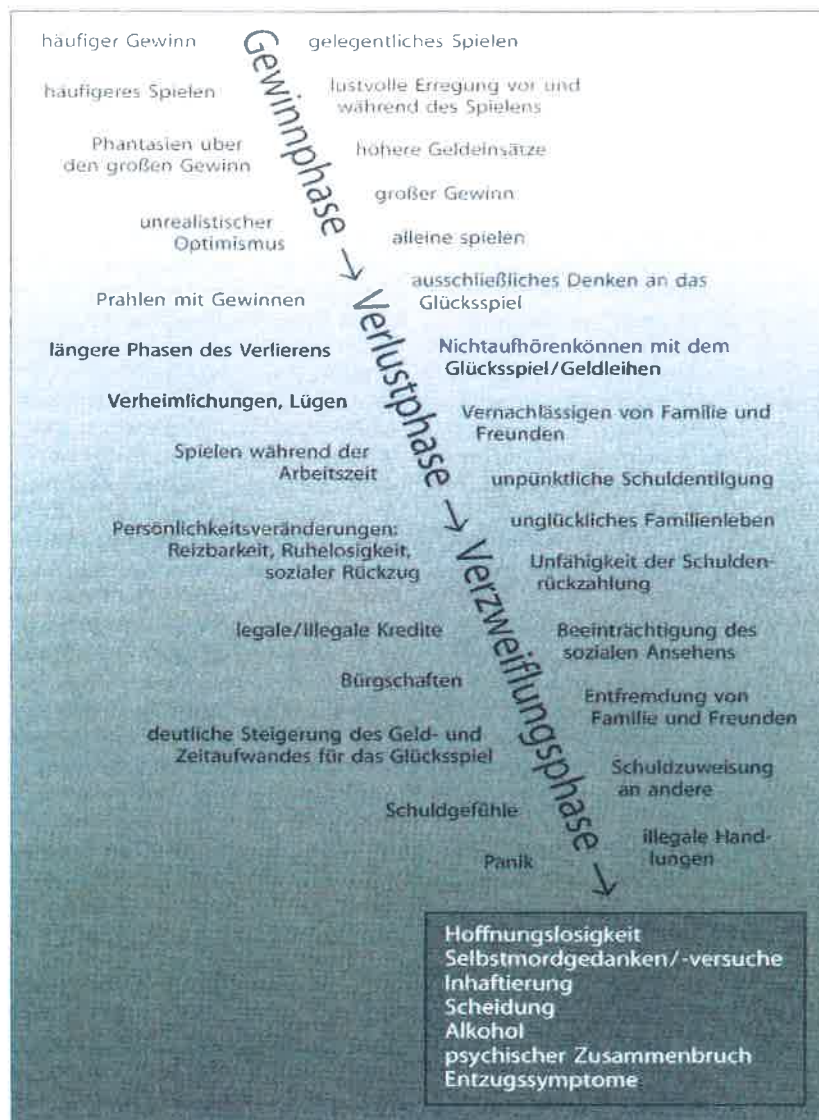 häufiger Gewinn
gelegentliches Spielen
häufigeres Spielen
lustvolle Erregung vor und
während des Spielens
Phantasien uber
den großen Gewinn
höhere Geldeinsätze
großer Gewinn
unrealistischer
Optimismus
alleine spielen
Gewinnphase →
ausschließliches Denken an das
Glücksspiel
Prahlen mit Gewinnen
längere Phasen des Verlierens
Nichtaufhörenkönnen mit dem
Glücksspiel/Geldleihen
Verheimlichungen, Lügen
Vernachlässigen von Familie und
Freunden
Spielen während der
Arbeitszeit
unpünktliche Schuldentilgung
Verlustphase →
unglückliches Familienleben
Persönlichkeitsveränderungen:
Reizbarkeit, Ruhelosigkeit,
sozialer Rückzug
Unfähigkeit der Schulden-
rückzahlung
legale/illegale Kredite
Beeinträchtigung des
sozialen Ansehens
Bürgschaften
Entfremdung von
Familie und Freunden
deutliche Steigerung des Geld- und
Zeitaufwandes für das Glücksspiel
Schuldzuweisung
an andere
Schuldgefühle
illegale Hand-
lungen
Panik
Verzweiflungsphase →
Hoffnungslosigkeit
Selbstmordgedanken/-versuche
Inhaftierung
Scheidung
Alkohol
psychischer Zusammenbruch
Entzugssymptome